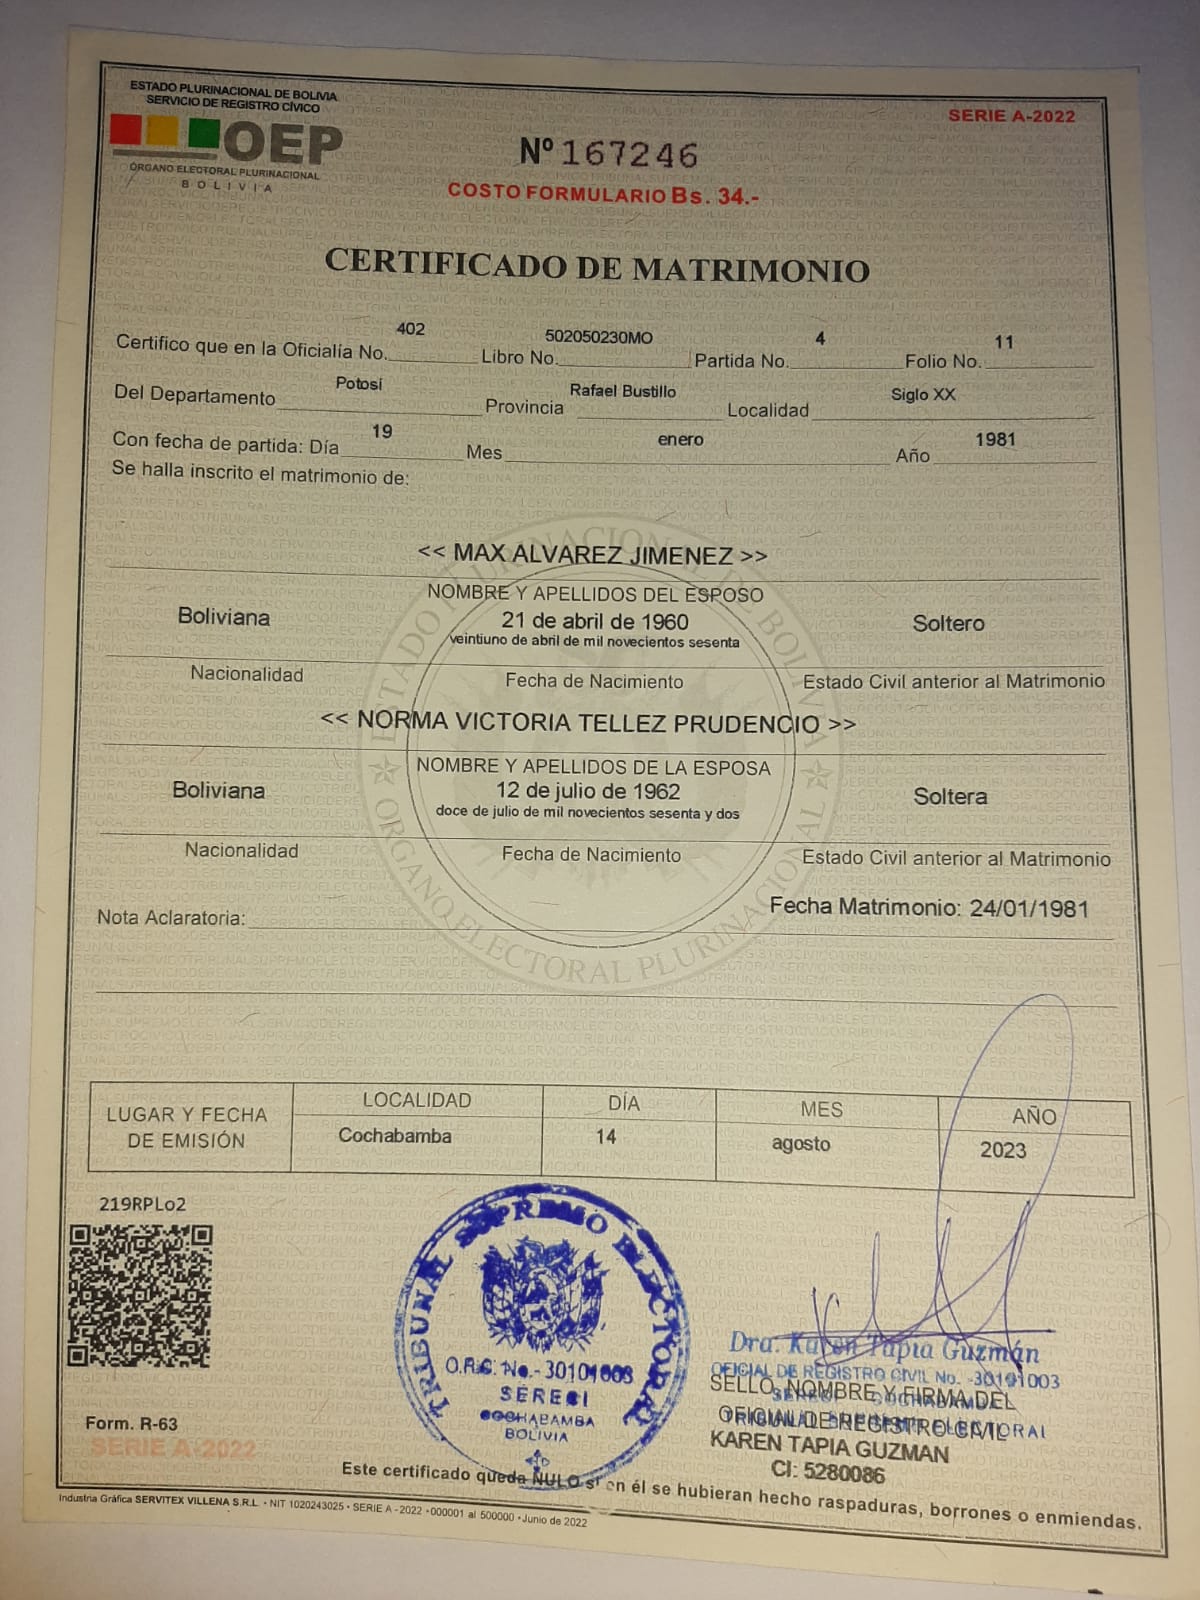 ESTADO PLURINACIONAL DE BOLIVIA
SERVICIO DE REGISTRO CÍVICO
OEP
ÓRGANO ELECTORAL PLURINACIONAL
BOLIVIA
SERIE A-2022
Nº 167246
COSTO FORMULARIO Bs. 34.-
CERTIFICADO DE MATRIMONIO
Certifico que en la Oficialía No. 402 Libro No. 502050230MO Partida No. 4 Folio No. 11
Del Departamento Potosí Provincia Rafael Bustillo Localidad Siglo XX
Con fecha de partida: Día 19 Mes enero Año 1981
Se halla inscrito el matrimonio de:
<< MAX ALVAREZ JIMENEZ >>
NOMBRE Y APELLIDOS DEL ESPOSO
Boliviana 21 de abril de 1960 Soltero
veintiuno de abril de mil novecientos sesenta
Nacionalidad Fecha de Nacimiento Estado Civil anterior al Matrimonio
<< NORMA VICTORIA TELLEZ PRUDENCIO >>
NOMBRE Y APELLIDOS DE LA ESPOSA
Boliviana 12 de julio de 1962 Soltera
doce de julio de mil novecientos sesenta y dos
Nacionalidad Fecha de Nacimiento Estado Civil anterior al Matrimonio
Fecha Matrimonio: 24/01/1981
Nota Aclaratoria:
ESTADO PLURINACIONAL DE BOLIVIA
ORGANO ELECTORAL PLURINACIONAL
LUGAR Y FECHA DE EMISIÓN LOCALIDAD DÍA MES AÑO
Cochabamba 14 agosto 2023
219RPLo2
TRIBUNAL SUPREMO ELECTORAL
O.R.C. No.-30101003
SERECI
COCHABAMBA
BOLIVIA
Dra. Karen Tapia Guzmán
OFICIAL DE REGISTRO CIVIL No. -30101003
SELLO, NOMBRE Y FIRMA DEL
OFICIAL DE REGISTRO CIVIL
KAREN TAPIA GUZMAN
CI: 5280086
Form. R-63
SERIE A-2022
Este certificado queda NULO si en él se hubieran hecho raspaduras, borrones o enmiendas.
Industria Gráfica SERVITEX VILLENA S.R.L. • NIT 1020243025 • SERIE A - 2022 • 000001 al 500000 • Junio de 2022